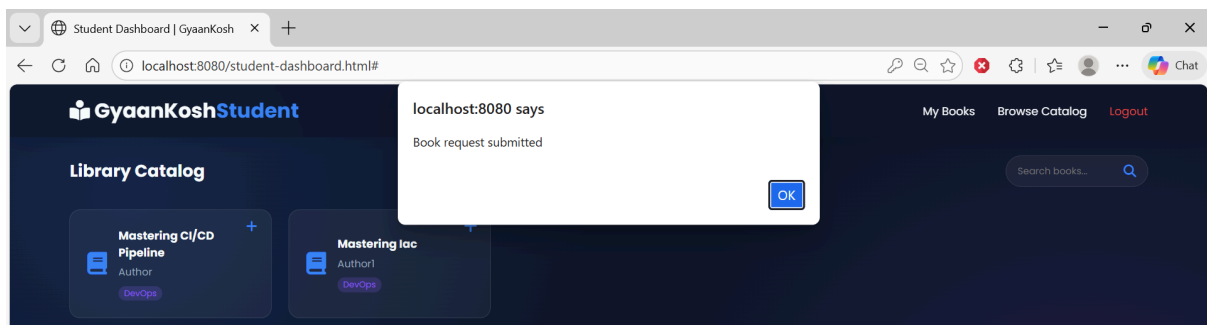 Student Dashboard | GyaanKosh
localhost:8080/student-dashboard.html#
Chat
GyaanKoshStudent
localhost:8080 says
Book request submitted
OK
My Books
Browse Catalog
Logout
Library Catalog
Search books...
Mastering CI/CD
Pipeline
Author
DevOps
Mastering Iac
Author1
DevOps